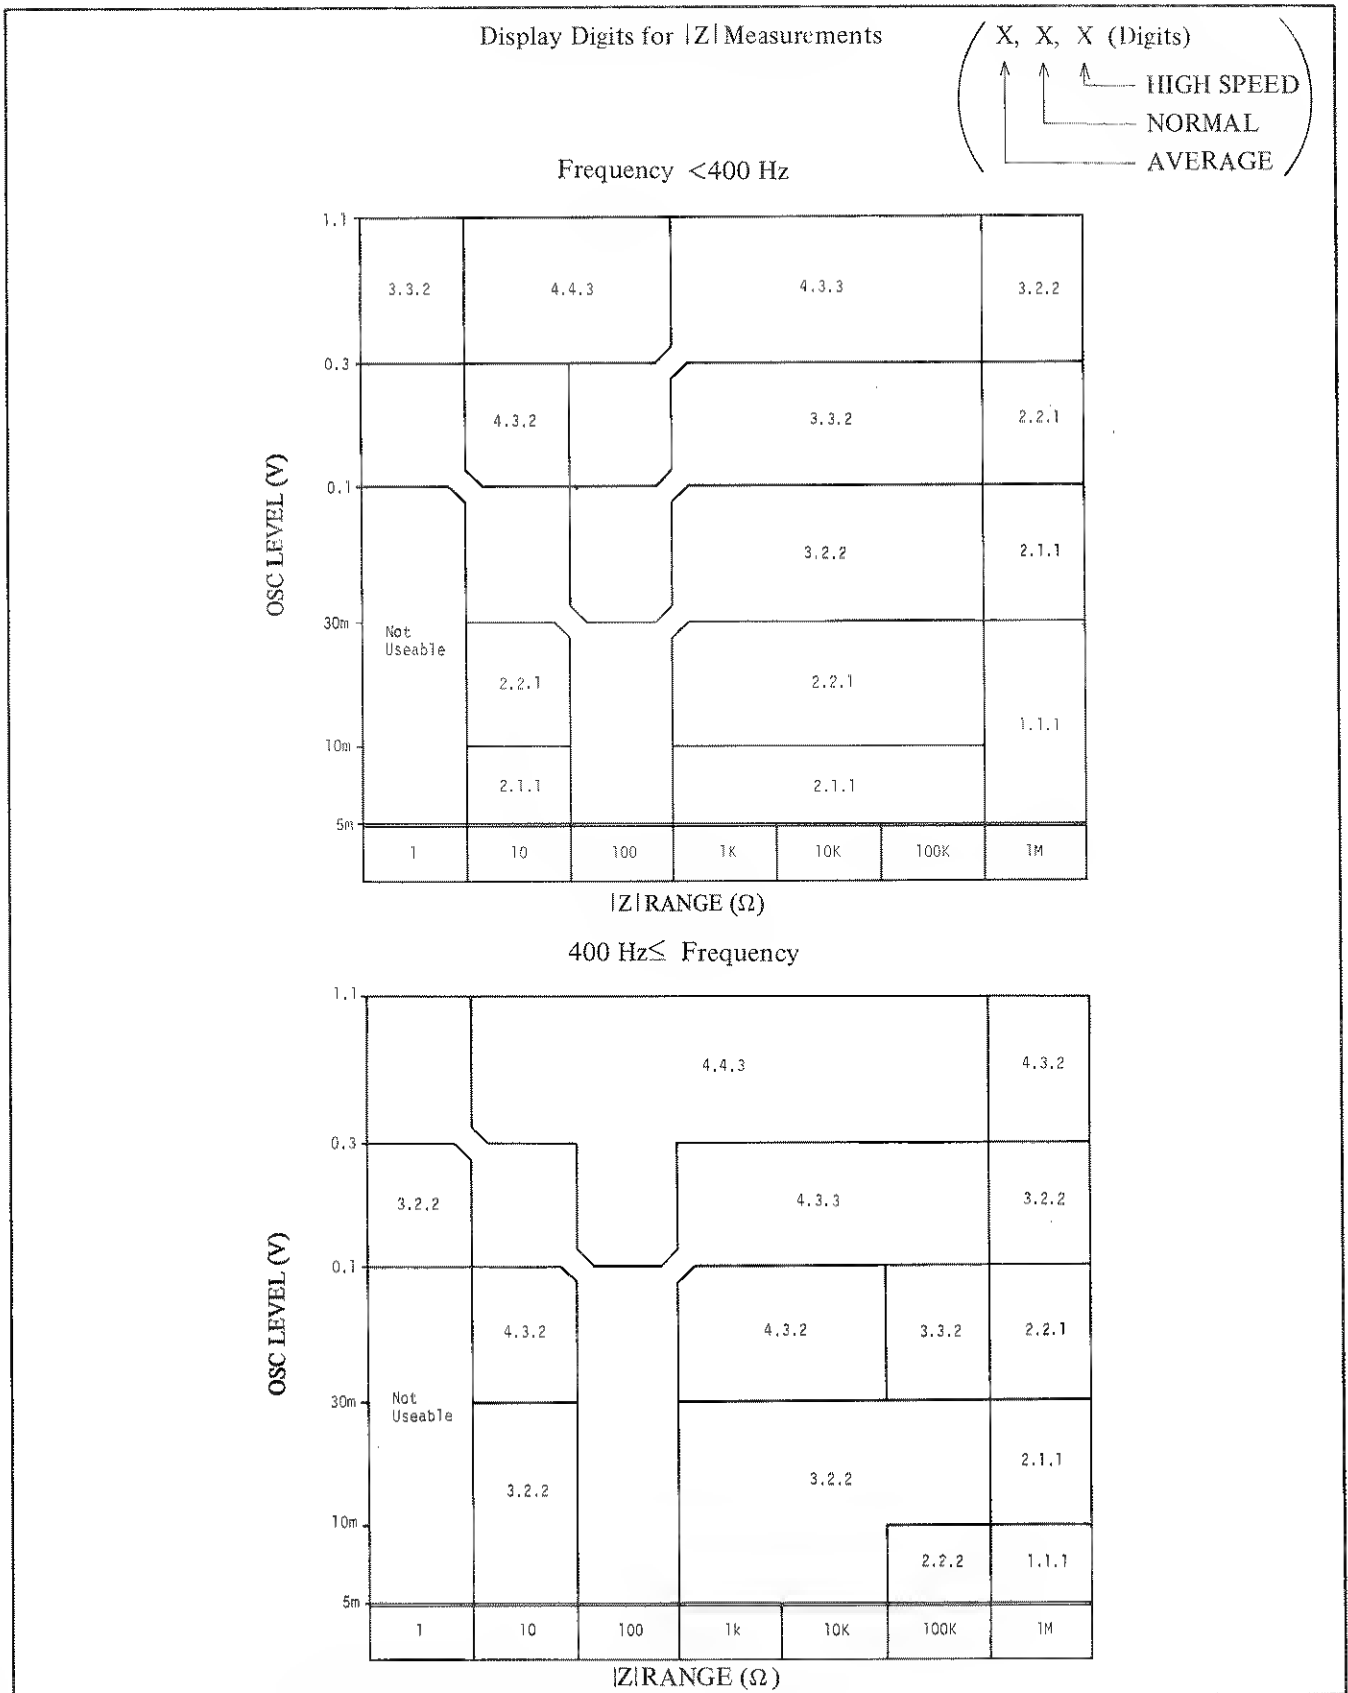 Display Digits for |Z| Measurements
X, X, X (Digits)
HIGH SPEED
NORMAL
AVERAGE
Frequency <400 Hz
OSC LEVEL (V)
1.1
3.3.2 4.4.3 4.3.3 3.2.2
0.3
4.3.2 3.3.2 2.2.1
0.1
3.2.2 2.1.1
30m
Not
Useable
2.2.1 2.2.1
1.1.1
10m
2.1.1 2.1.1
5m
1 10 100 1K 10K 100K 1M
|Z| RANGE (Ω)
400 Hz≤ Frequency
OSC LEVEL (V)
1.1
4.4.3 4.3.2
0.3
3.2.2 4.3.3 3.2.2
0.1
4.3.2 4.3.2 3.3.2 2.2.1
30m
Not
Useable
2.1.1
3.2.2 3.2.2
10m
2.2.2 1.1.1
5m
1 10 100 1k 10K 100K 1M
|Z| RANGE (Ω)